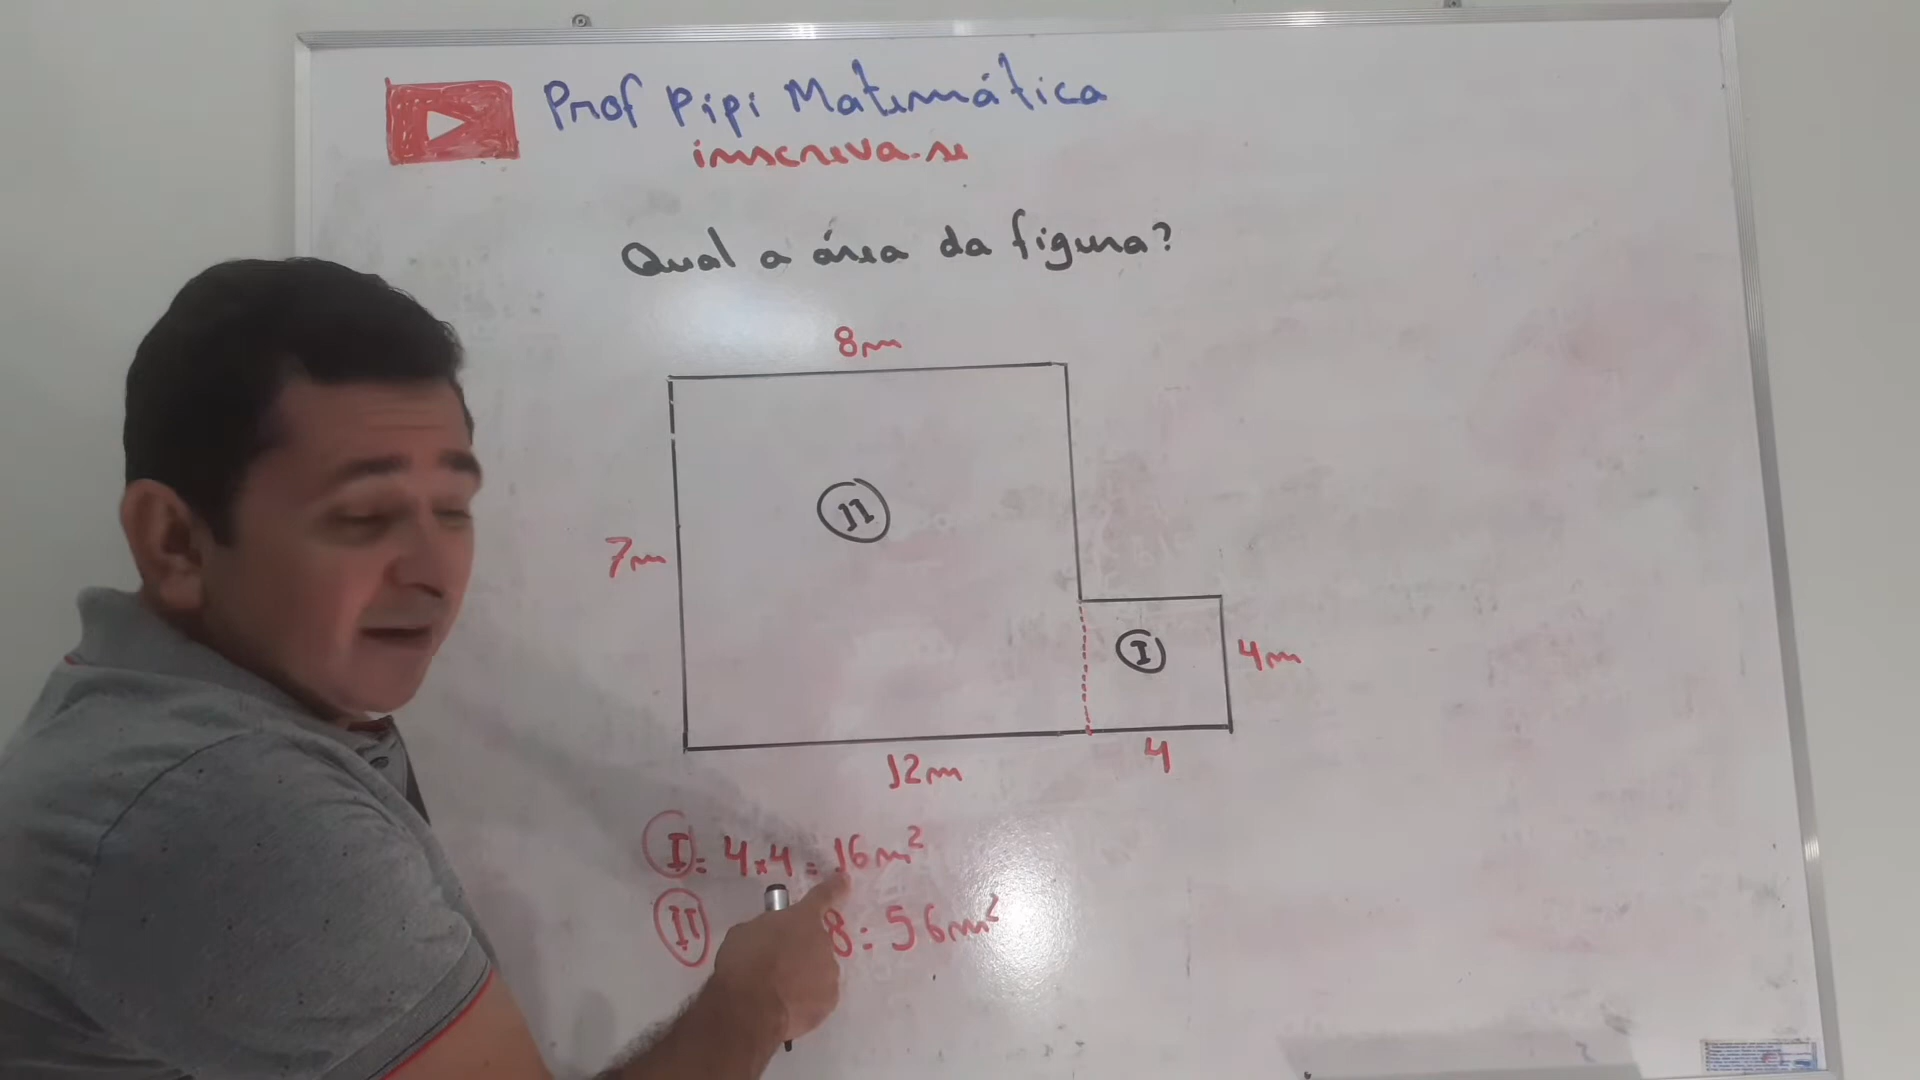 Prof Pipi Matemática
inscreva-se
Qual a área da figura?
8m
II
7m
I
4m
12m
4
I = 4x4 = 16m²
II 8 = 56m²